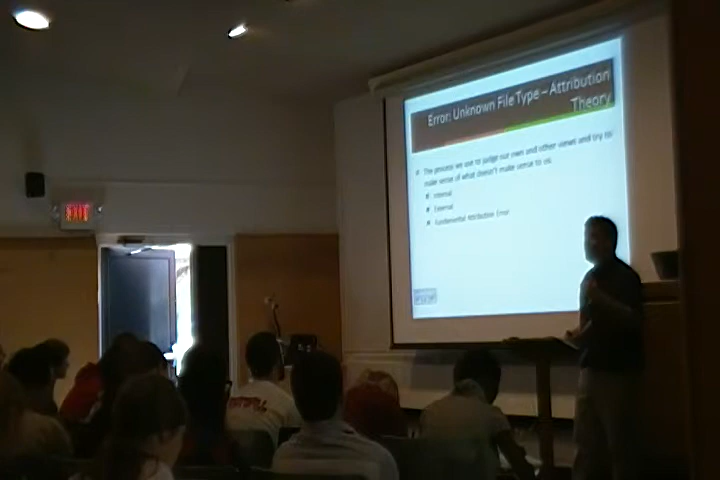 Error: Unknown File Type – Attribution
Theory
The process we use to judge our own and other views and try to
make sense of what doesn't make sense to us.
Internal
External
Fundamental Attribution Error
EXIT